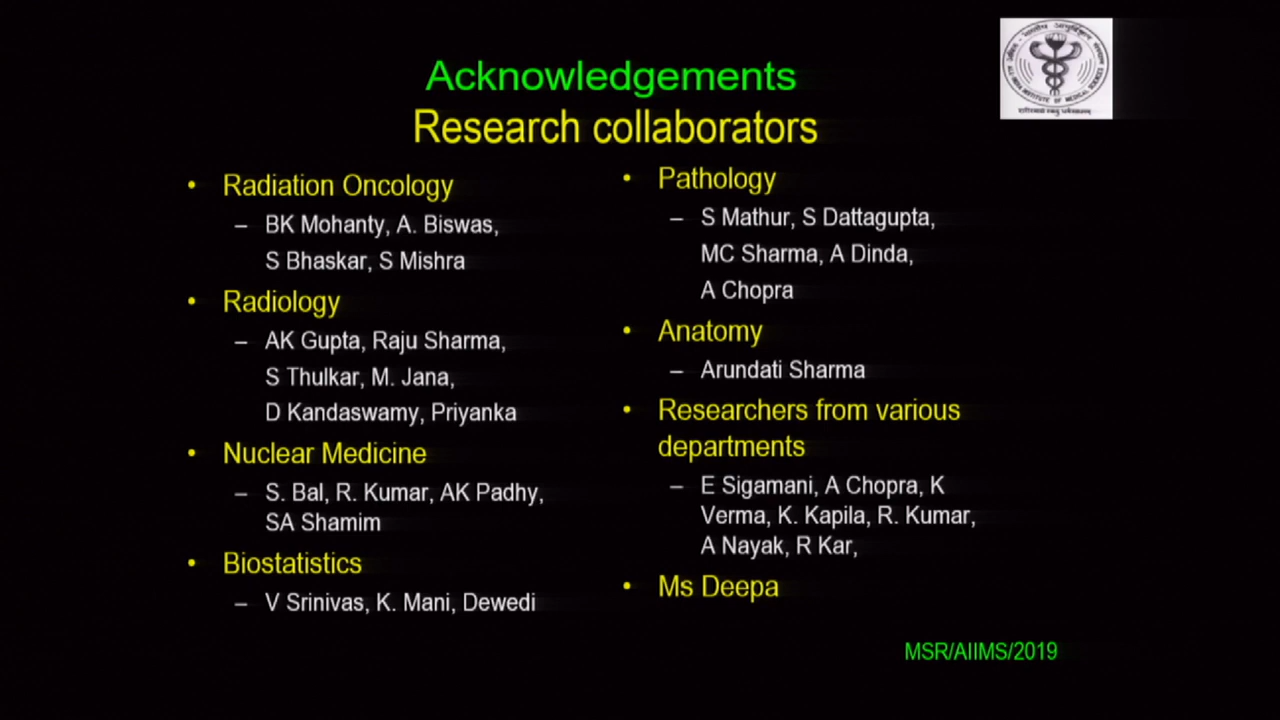 Acknowledgements
Research collaborators
• Radiation Oncology
– BK Mohanty, A. Biswas,
S Bhaskar, S Mishra
• Radiology
– AK Gupta, Raju Sharma,
S Thulkar, M. Jana,
D Kandaswamy, Priyanka
• Nuclear Medicine
– S. Bal, R. Kumar, AK Padhy,
SA Shamim
• Biostatistics
– V Srinivas, K. Mani, Dewedi
• Pathology
– S Mathur, S Dattagupta,
MC Sharma, A Dinda,
A Chopra
• Anatomy
– Arundati Sharma
• Researchers from various
departments
– E Sigamani, A Chopra, K
Verma, K. Kapila, R. Kumar,
A Nayak, R Kar,
• Ms Deepa
MSR/AIIMS/2019